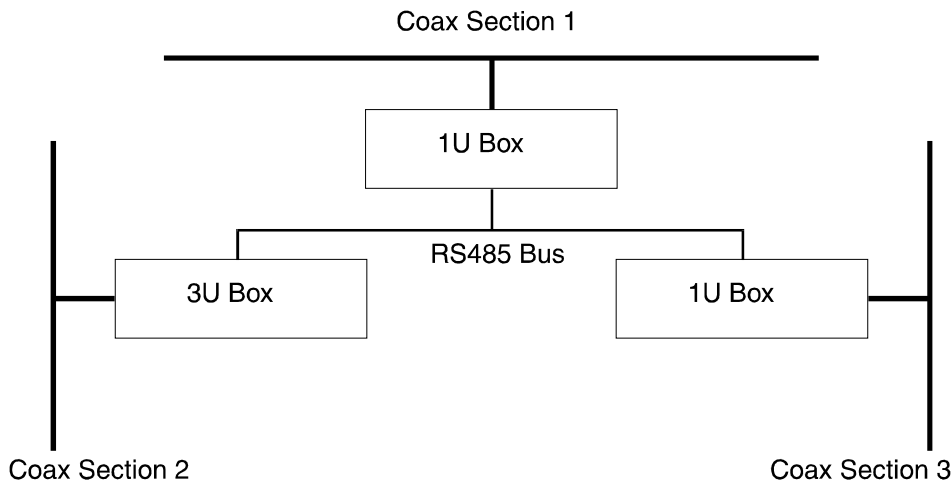 Coax Section 1
1U Box
RS485 Bus
3U Box
1U Box
Coax Section 2
Coax Section 3